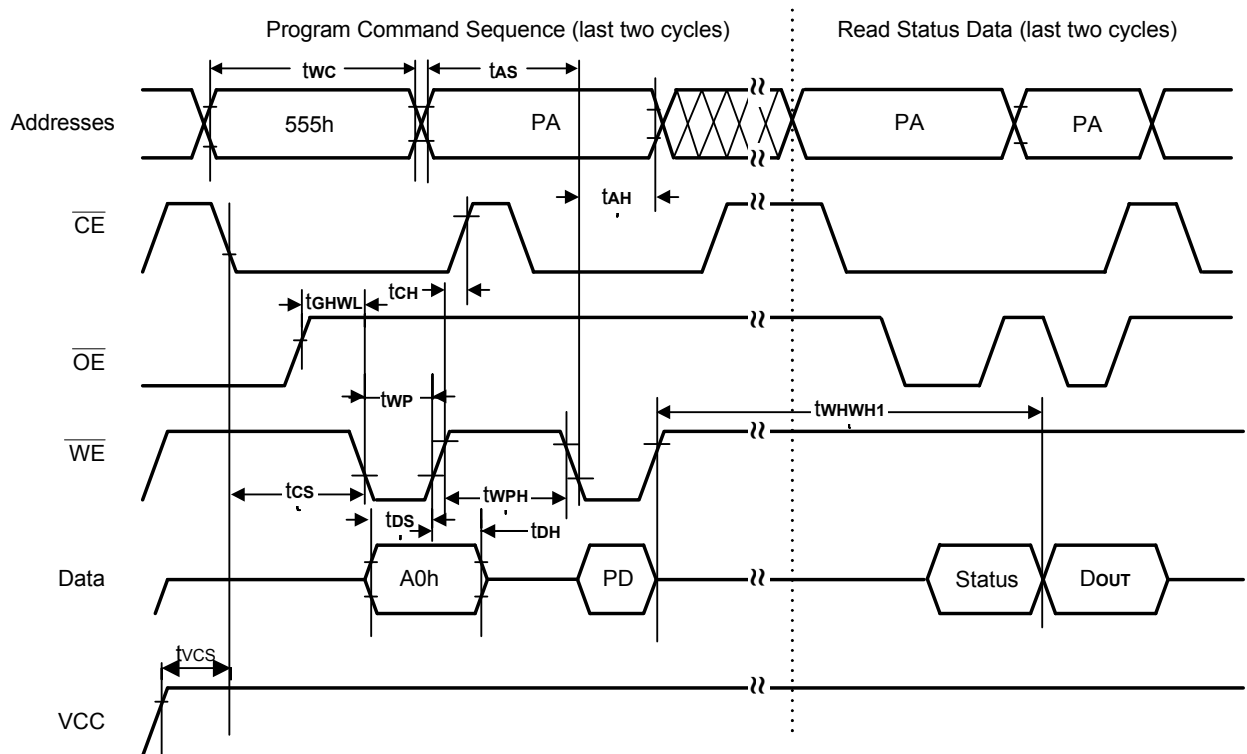 Program Command Sequence (last two cycles)
Read Status Data (last two cycles)
tWC
tAS
Addresses
555h
PA
PA
PA
tAH
CE
tGHWL
tCH
OE
tWP
tWHWH1
WE
tCS
tWPH
tDS
tDH
Data
A0h
PD
Status
DOUT
tVCS
VCC